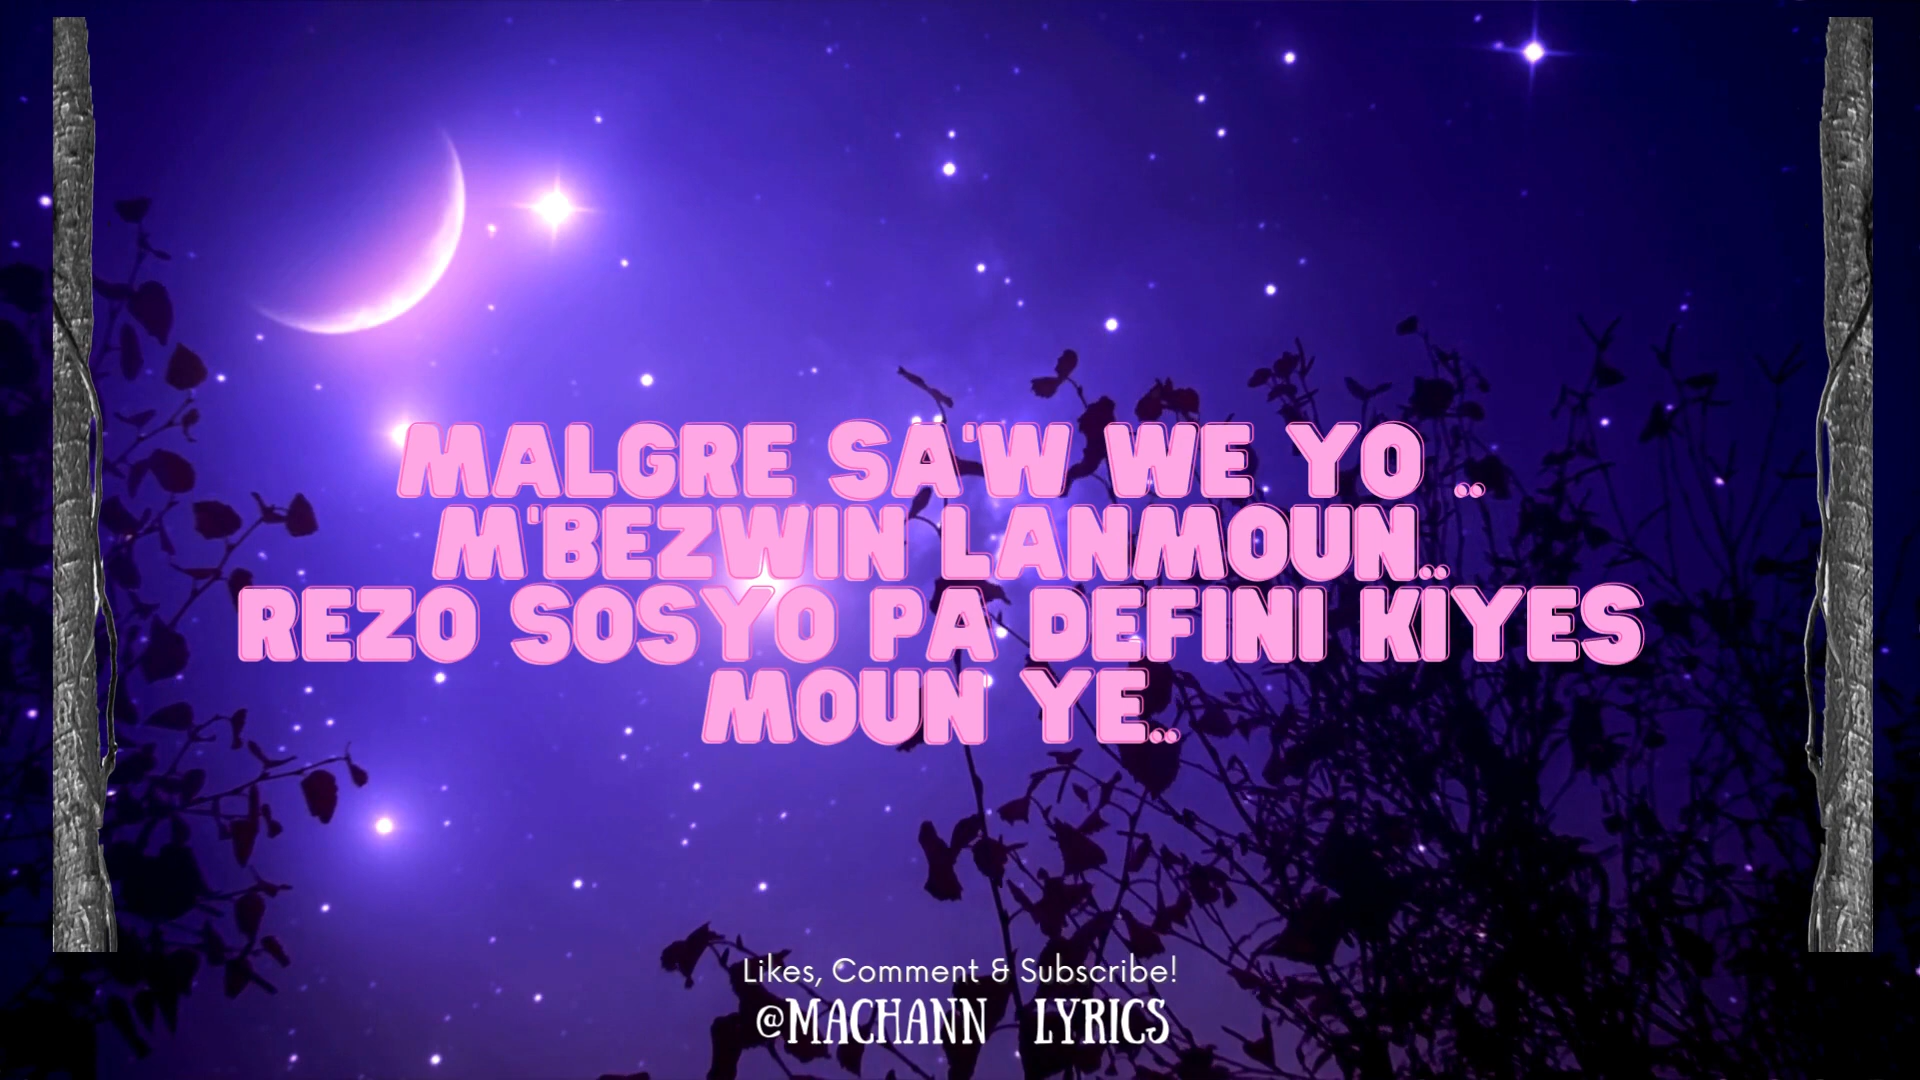 MALGRE SA'W WE YO ..
M'BEZWIN LANMOUN..
REZO SOSYO PA DEFINI KIYES
MOUN YE..
Likes, Comment & Subscribe!
@MACHANN LYRICS